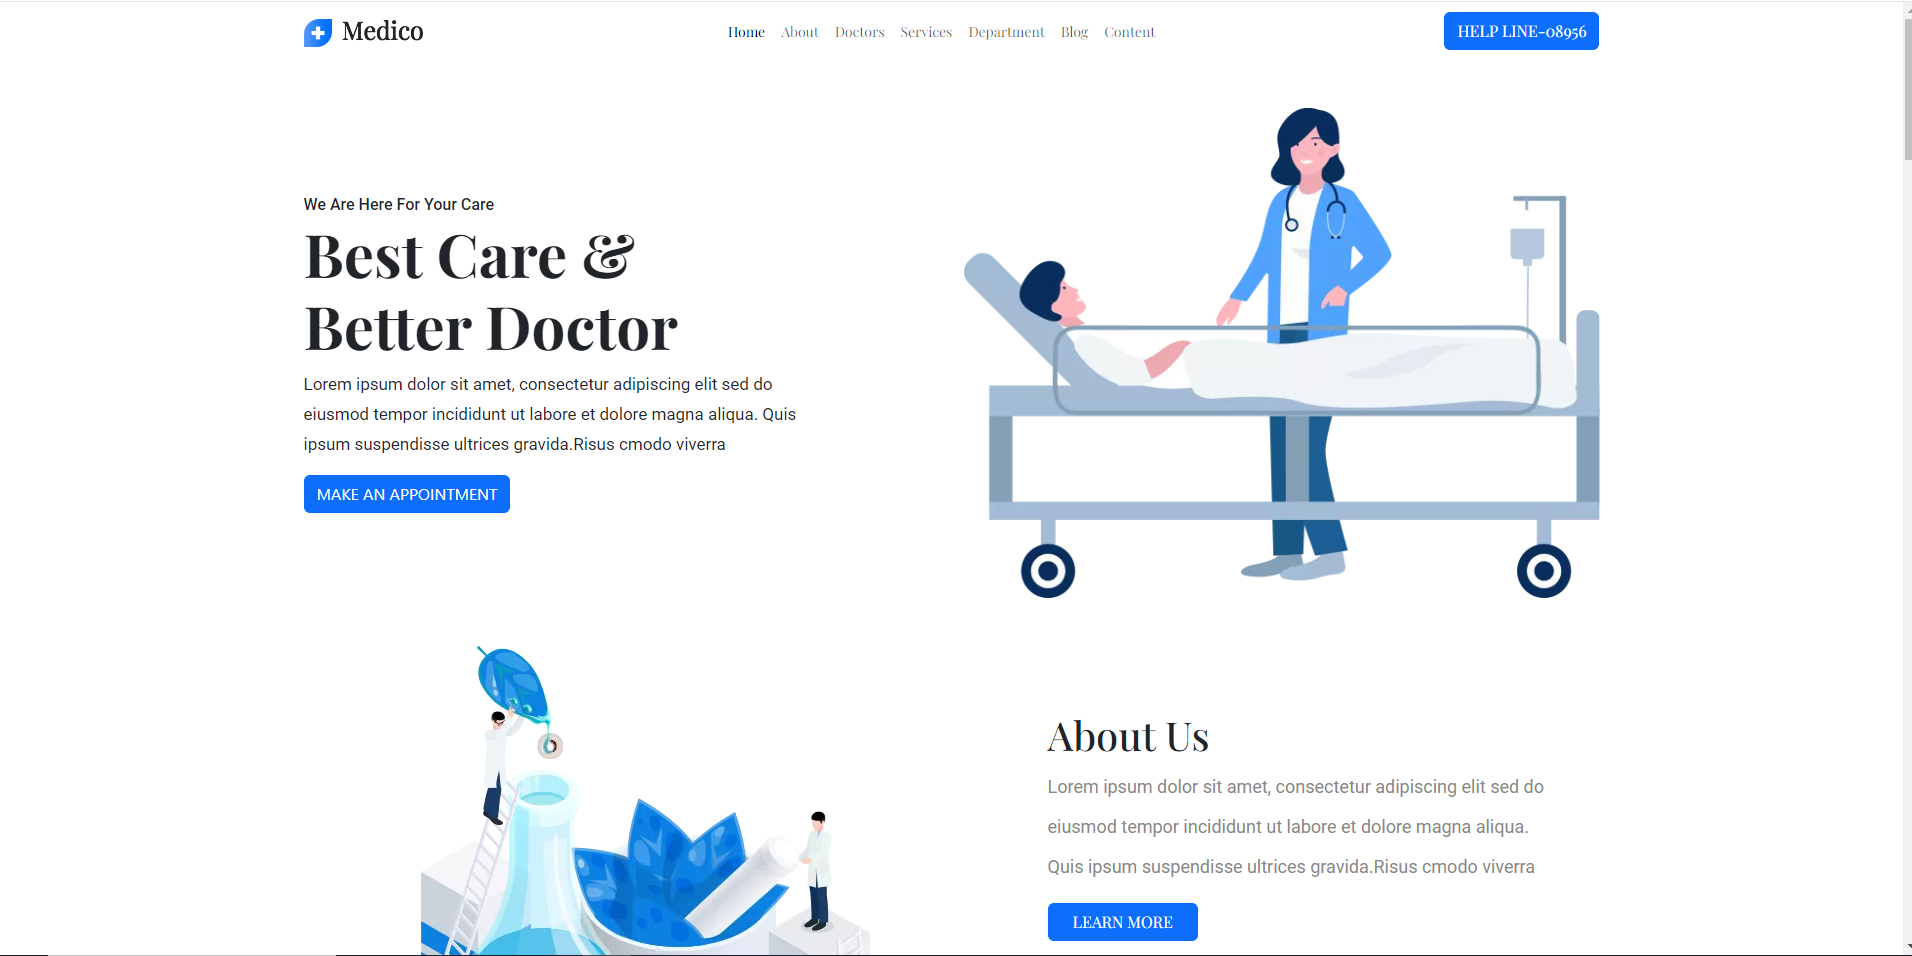 Medico
Home About Doctors Services Department Blog Content
HELP LINE-08956
We Are Here For Your Care
Best Care &
Better Doctor
Lorem ipsum dolor sit amet, consectetur adipiscing elit sed do
eiusmod tempor incididunt ut labore et dolore magna aliqua. Quis
ipsum suspendisse ultrices gravida.Risus cmodo viverra
MAKE AN APPOINTMENT
About Us
Lorem ipsum dolor sit amet, consectetur adipiscing elit sed do
eiusmod tempor incididunt ut labore et dolore magna aliqua.
Quis ipsum suspendisse ultrices gravida.Risus cmodo viverra
LEARN MORE